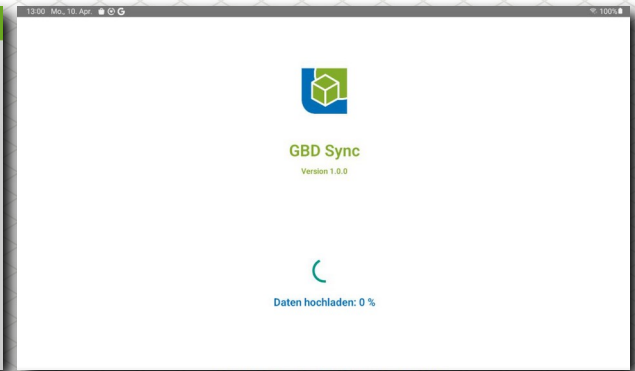 13:00 Mo., 10. Apr. G 100%
GBD Sync
Version 1.0.0
Daten hochladen: 0 %